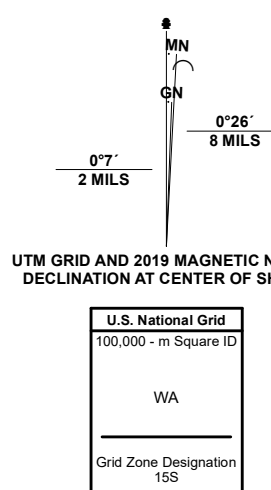 MN
GN
0°26´
8 MILS
0°7´
2 MILS
UTM GRID AND 2019 MAGNETIC N
DECLINATION AT CENTER OF SH
U.S. National Grid
100,000 - m Square ID
WA
Grid Zone Designation
15S